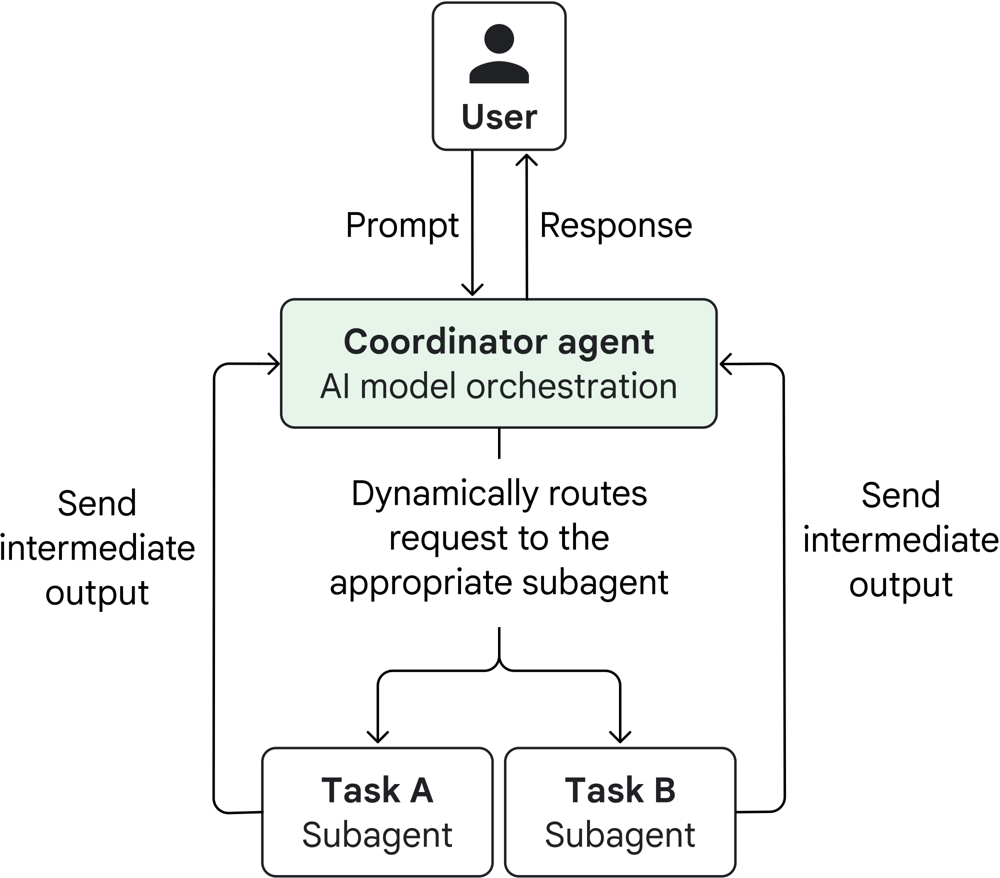 User
Prompt
Response
Coordinator agent
AI model orchestration
Send
intermediate
output
Dynamically routes
request to the
appropriate subagent
Send
intermediate
output
Task A
Subagent
Task B
Subagent